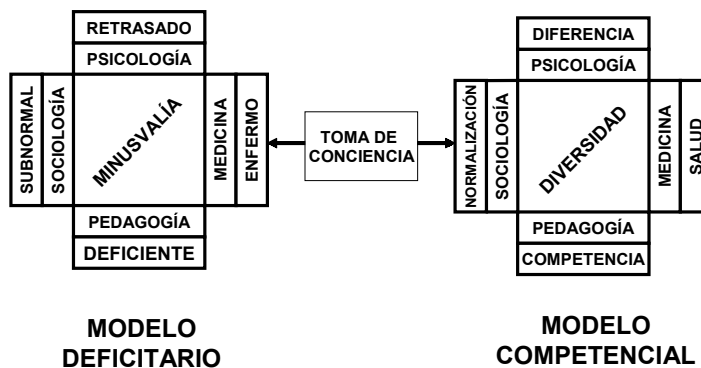 RETRASADO
PSICOLOGÍA
SUBNORMAL
SOCIOLOGÍA
MINUSVALÍA
MEDICINA
ENFERMO
PEDAGOGÍA
DEFICIENTE
TOMA DE
CONCIENCIA
DIFERENCIA
PSICOLOGÍA
NORMALIZACIÓN
SOCIOLOGÍA
DIVERSIDAD
MEDICINA
SALUD
PEDAGOGÍA
COMPETENCIA
MODELO
DEFICITARIO
MODELO
COMPETENCIAL